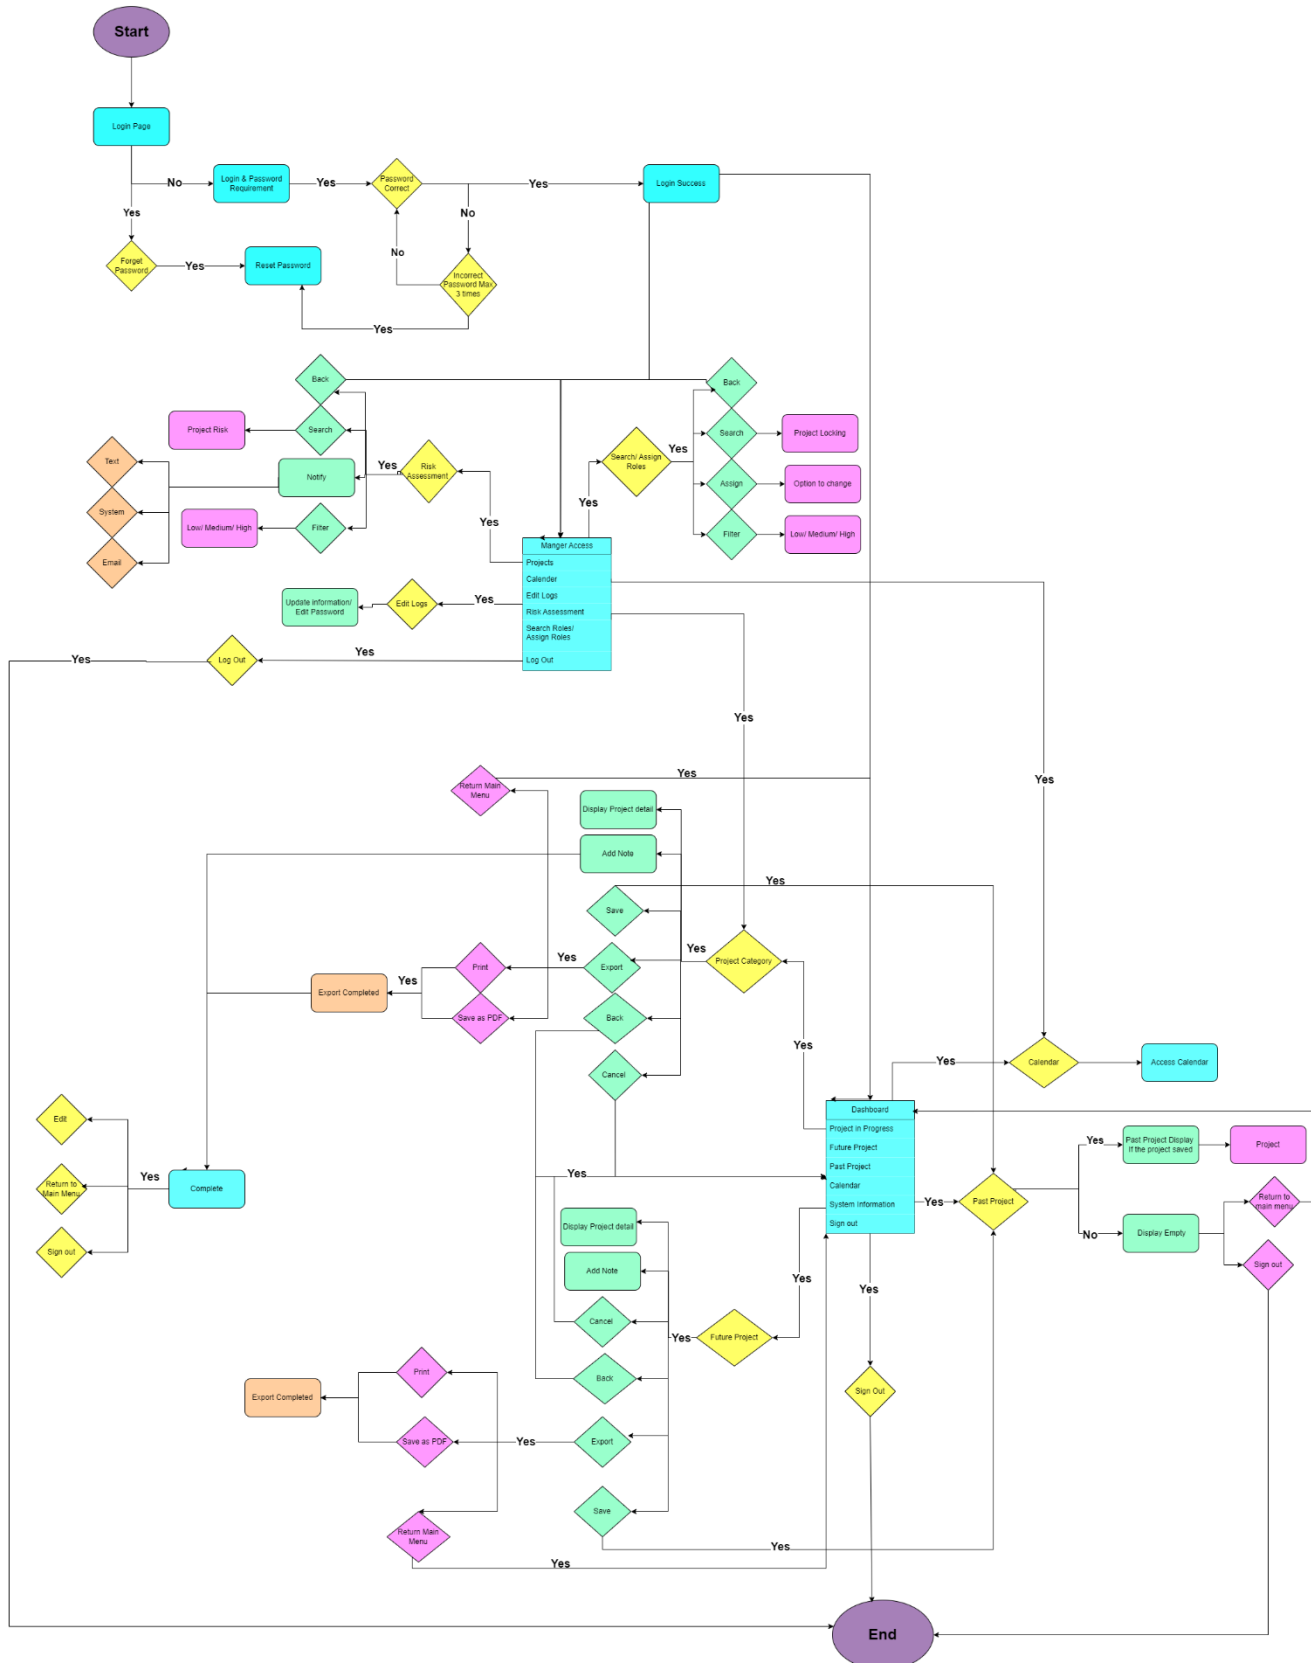 Start
Login Page
No
Login & Password
Requirement
Yes
Password
Correct
Yes
Login Success
Yes
No
No
Forget
Password
Yes
Reset Password
Incorrect
Password Max
3 times
Yes
Back
Back
Project Risk
Search
Search
Project Locking
Search/ Assign
Roles
Yes
Text
Yes
Risk
Assessment
Notify
Assign
Option to change
Yes
System
Yes
Low/ Medium/ High
Filter
Filter
Low/ Medium/ High
Email
Manger Access
Projects
Calender
Edit Logs
Risk Assessment
Search Roles/
Assign Roles
Log Out
Update information/
Edit Password
Edit Logs
Yes
Yes
Log Out
Yes
Yes
Yes
Return Main
Menu
Yes
Display Project detail
Add Note
Yes
Save
Yes
Project Category
Print
Yes
Export
Export Completed
Yes
Save as PDF
Back
Yes
Yes
Calendar
Access Calendar
Cancel
Edit
Dashboard
Project in Progress
Future Project
Past Project
Calendar
System Information
Sign out
Yes
Past Project Display
If the project saved
Project
Return to
Main Menu
Yes
Complete
Yes
Yes
Past Project
Return to
main menu
No
Display Empty
Sign out
Display Project detail
Sign out
Add Note
Yes
Yes
Cancel
Yes
Future Project
Print
Back
Export Completed
Sign Out
Save as PDF
Yes
Export
Save
Return Main
Menu
Yes
Yes
End